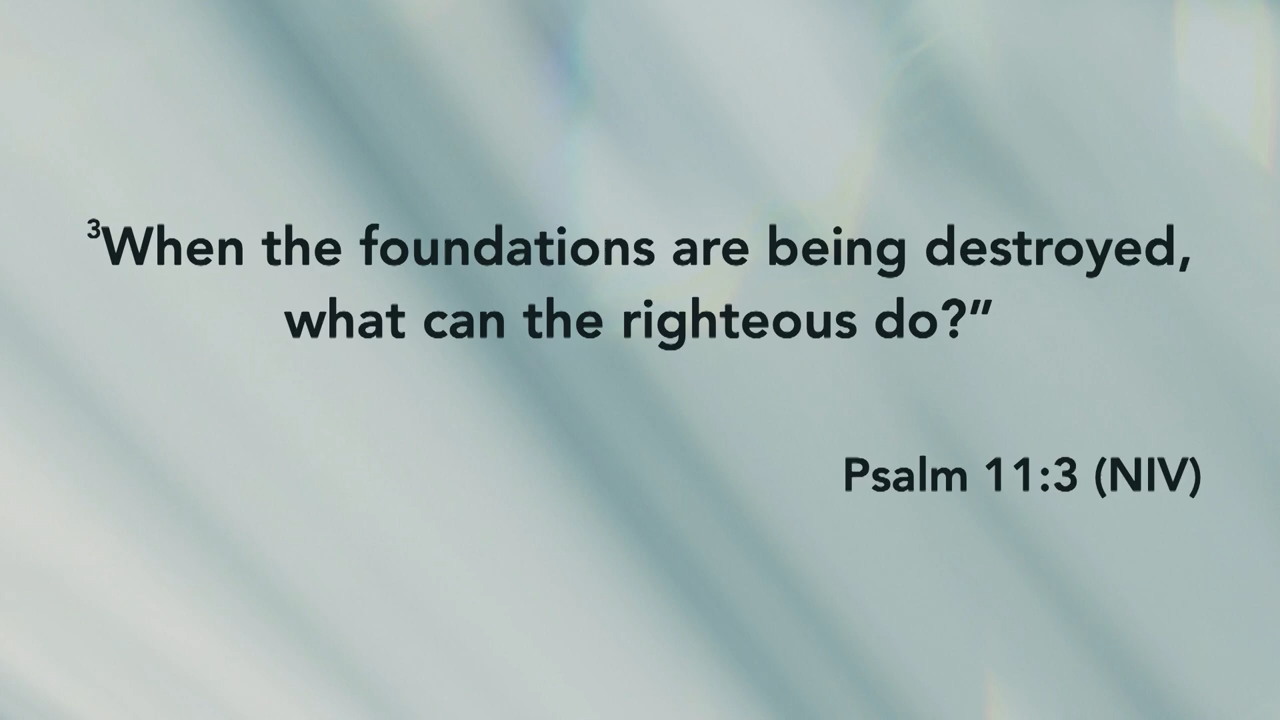 ³When the foundations are being destroyed,
what can the righteous do?”
Psalm 11:3 (NIV)